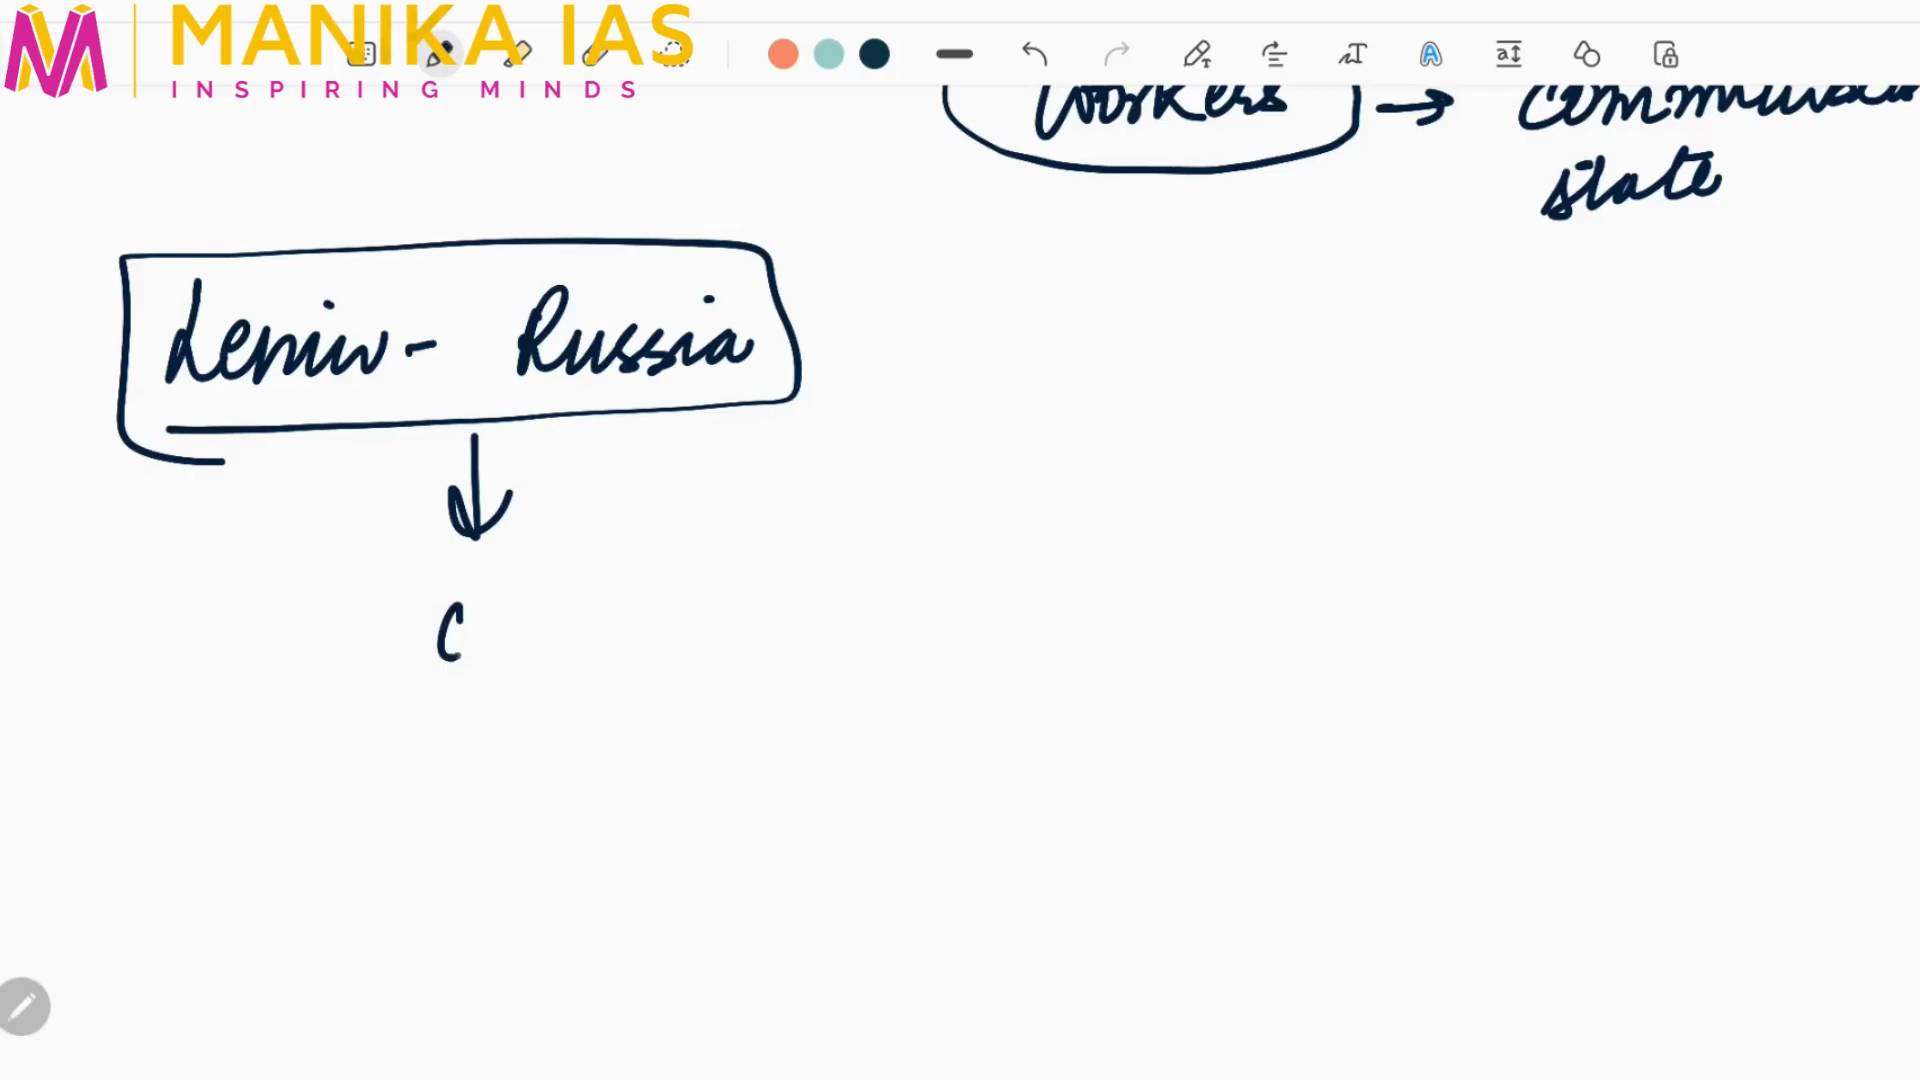 MANIKA IAS
INSPIRING MINDS
Workers →
state
Lenin - Russia
C